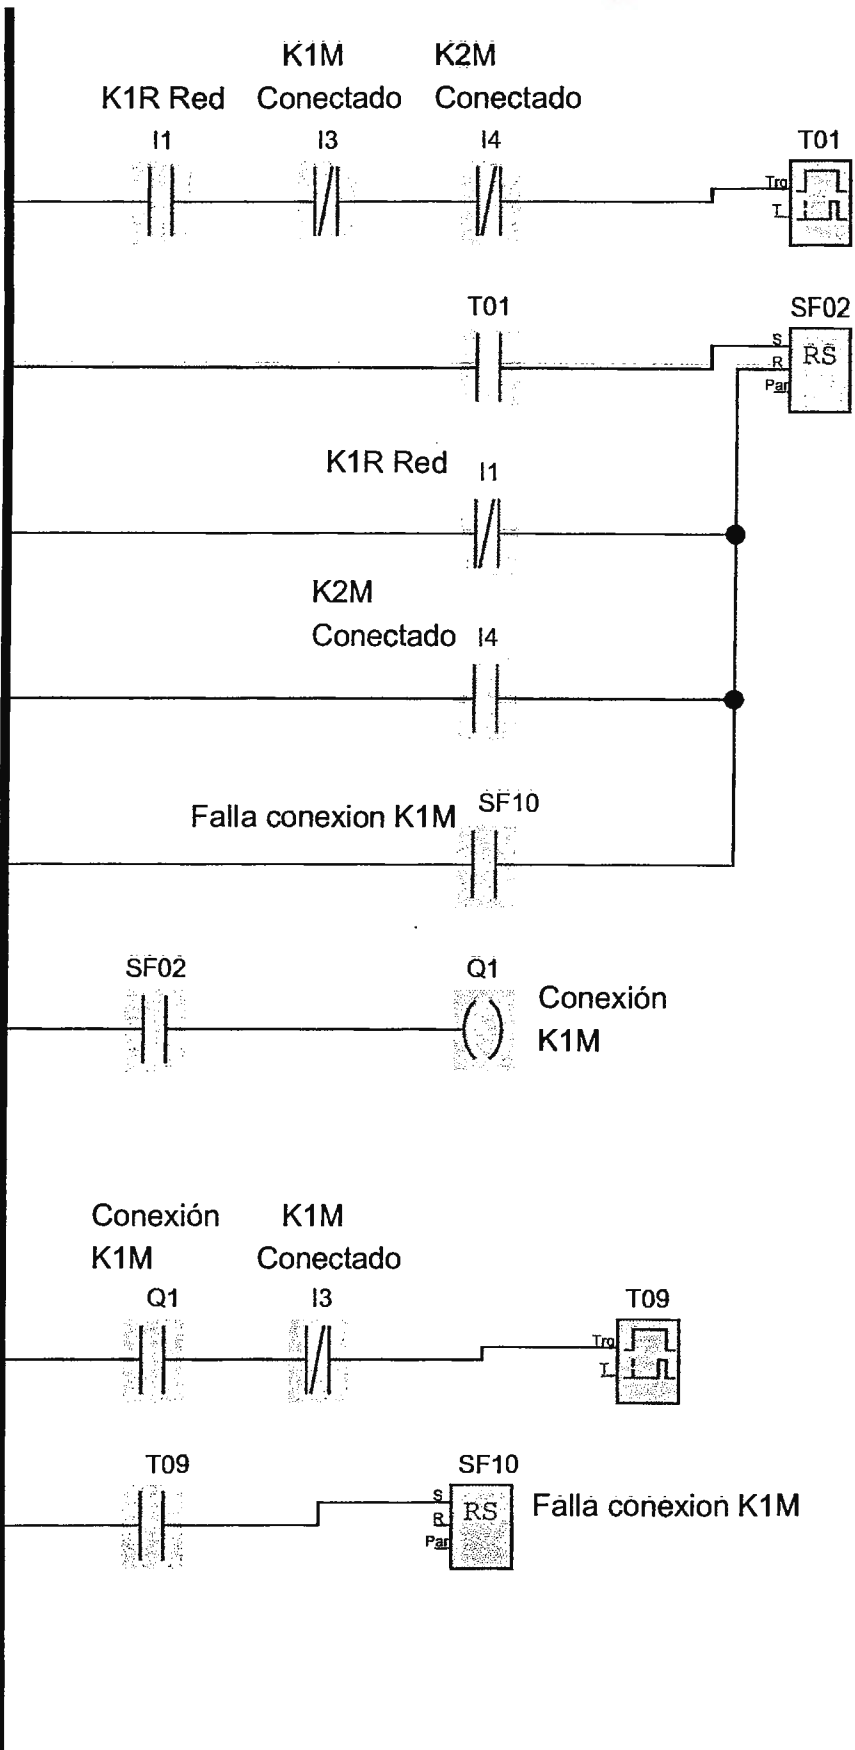 K1M K2M
K1R Red Conectado Conectado
I1 I3 I4 T01
Trg
T
T01 SF02
S
R RS
Par
K1R Red I1
K2M
Conectado I4
Falla conexion K1M SF10
SF02 Q1
Conexión
K1M
Conexión K1M
K1M Conectado
Q1 I3 T09
Trg
T
T09 SF10
S
R RS
Par
Falla conexion K1M